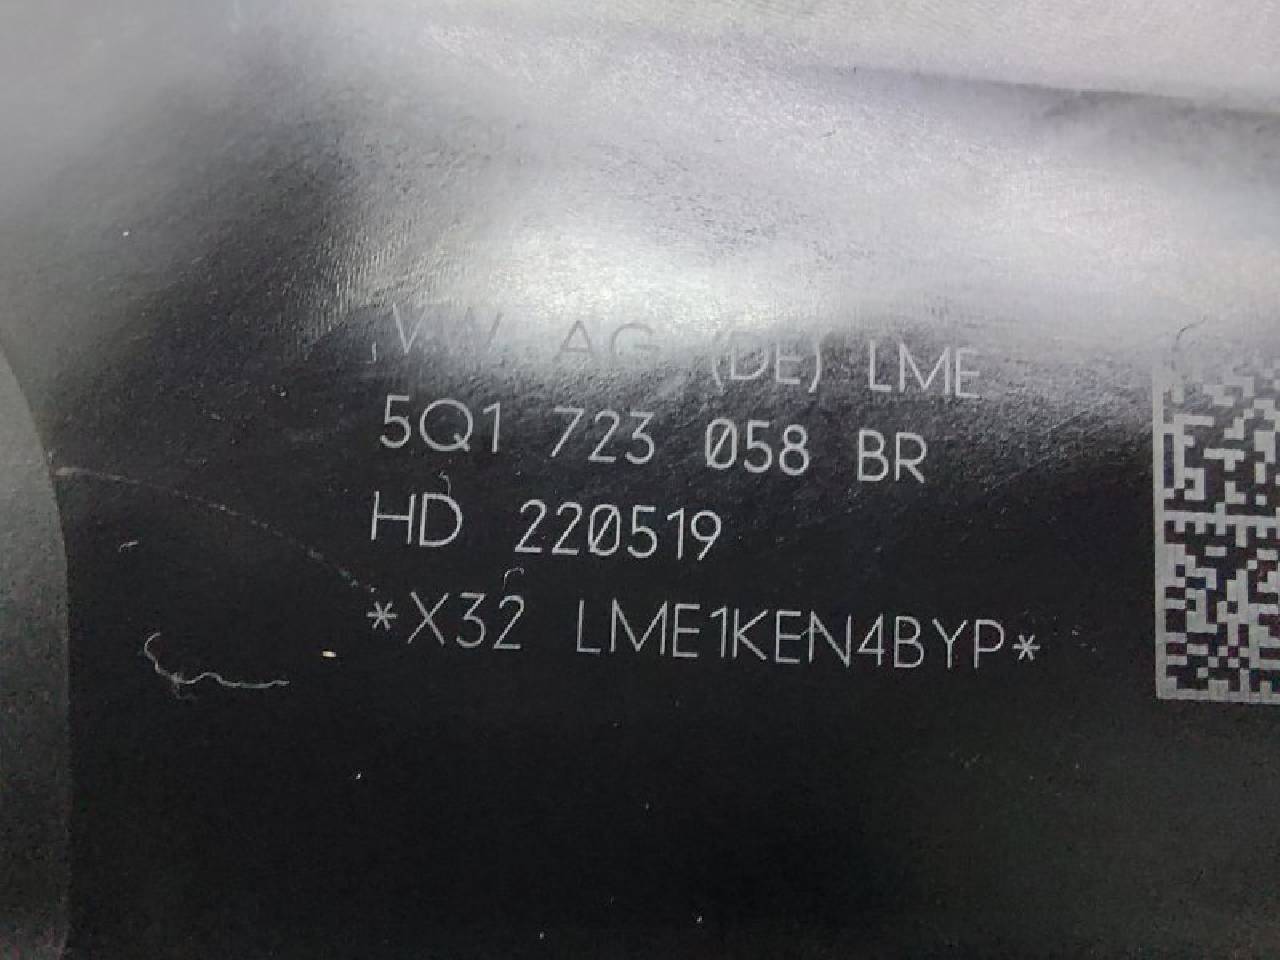 VW AG (DE) LME
5Q1 723 058 BR
HD 220519
*X32 LME1KEN4BYP*